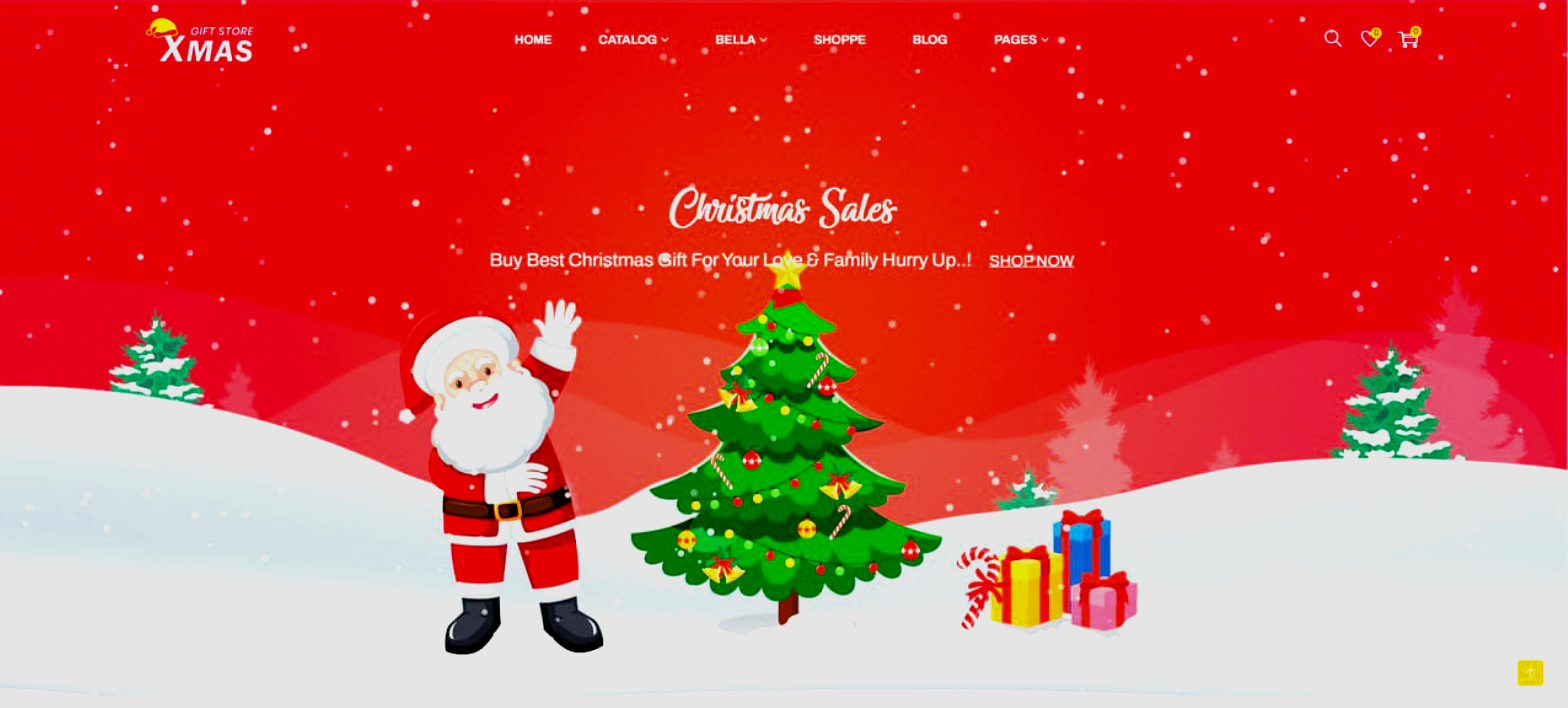 GIFT STORE
XMAS
HOME CATALOG BELLA SHOPPE BLOG PAGES
0 0
Christmas Sales
Buy Best Christmas Gift For Your Love & Family Hurry Up..! SHOP NOW